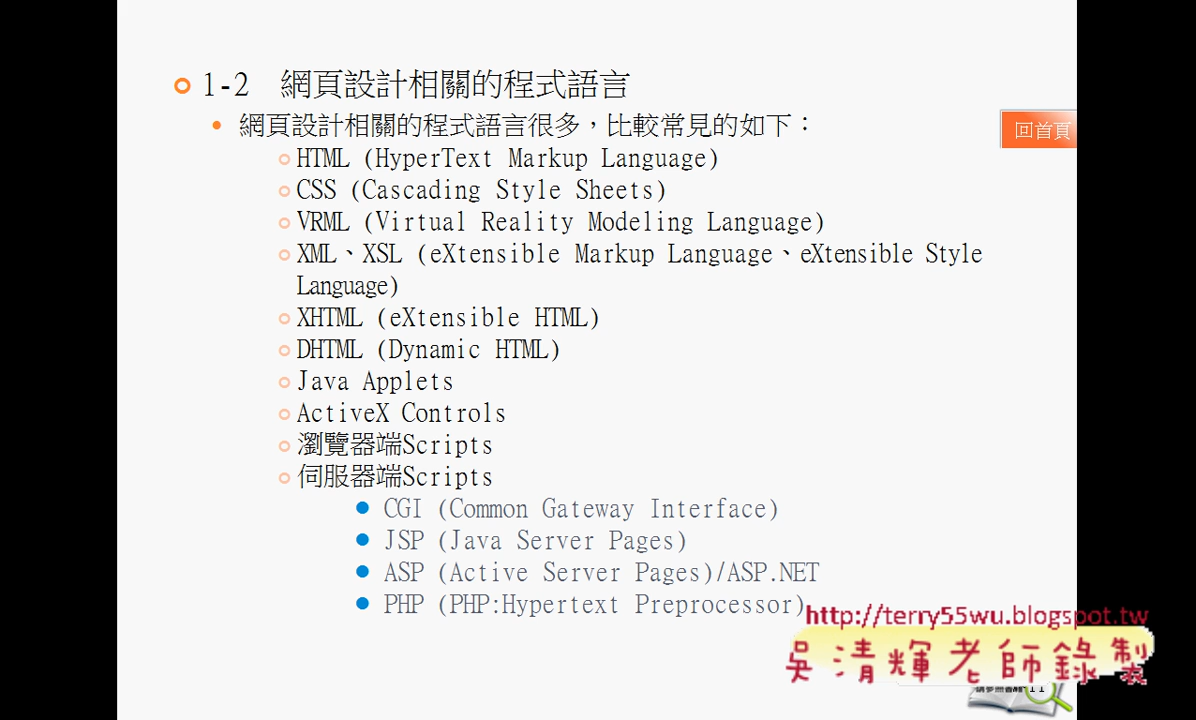 1-2 網頁設計相關的程式語言
網頁設計相關的程式語言很多，比較常見的如下：
回首頁
HTML (HyperText Markup Language)
CSS (Cascading Style Sheets)
VRML (Virtual Reality Modeling Language)
XML、XSL (eXtensible Markup Language、eXtensible Style
Language)
XHTML (eXtensible HTML)
DHTML (Dynamic HTML)
Java Applets
ActiveX Controls
瀏覽器端Scripts
伺服器端Scripts
CGI (Common Gateway Interface)
JSP (Java Server Pages)
ASP (Active Server Pages)/ASP.NET
PHP (PHP:Hypertext Preprocessor)
http://terry55wu.blogspot.tw
吳清輝老師錄製